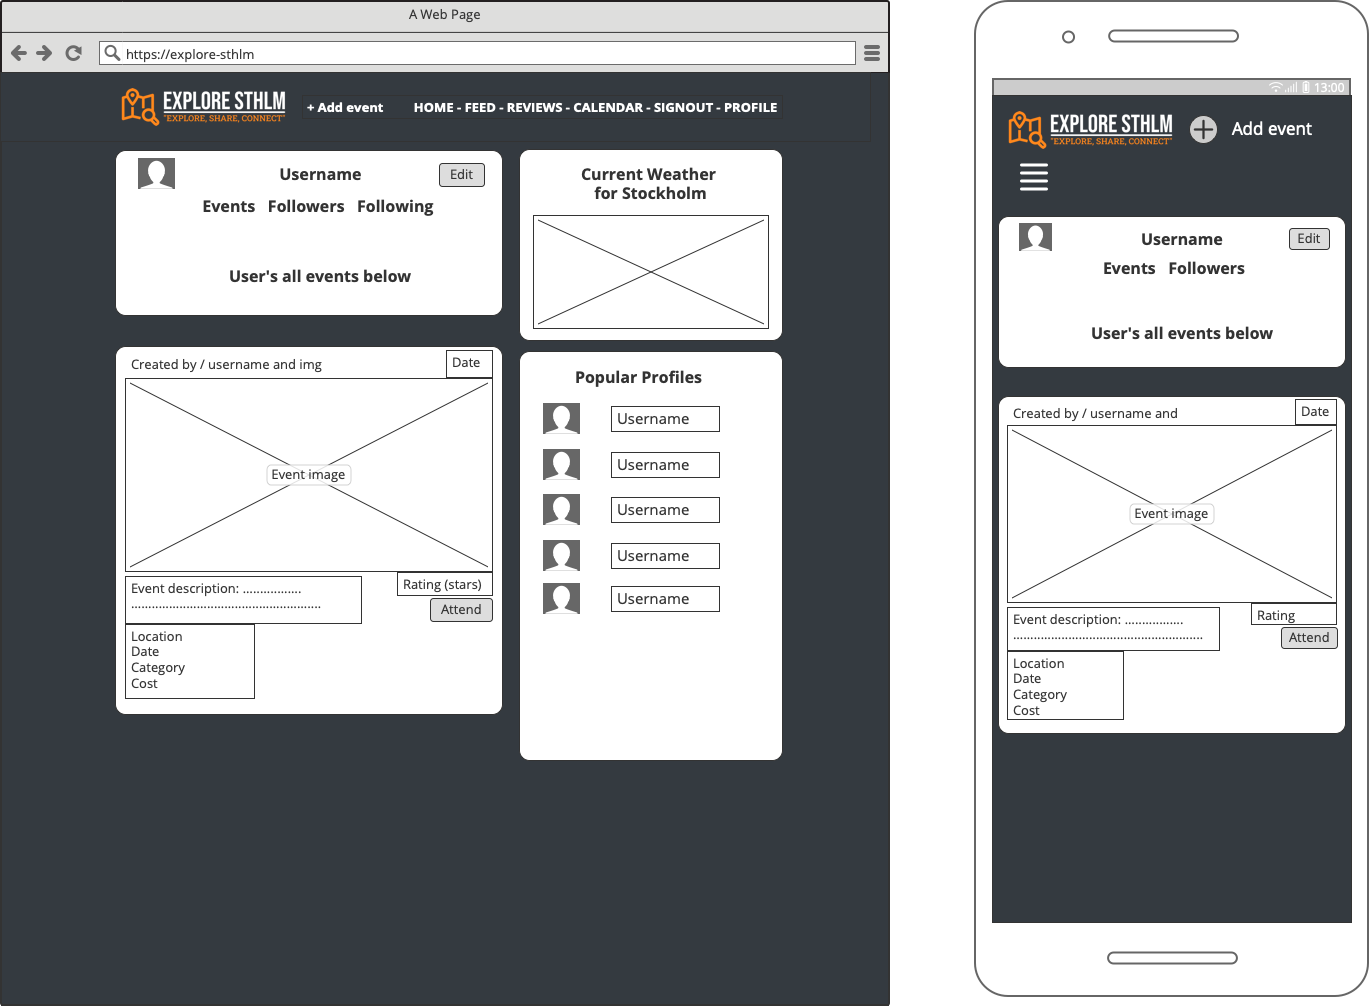 A Web Page
https://explore-sthlm
EXPLORE STHLM
"EXPLORE, SHARE, CONNECT"
+ Add event
HOME - FEED - REVIEWS - CALENDAR - SIGNOUT - PROFILE
Username
Edit
Events Followers Following
User's all events below
Created by / username and img
Date
Event image
Event description: .................
.......................................................
Rating (stars)
Attend
Location
Date
Category
Cost
Current Weather
for Stockholm
Popular Profiles
Username
Username
Username
Username
Username
13:00
EXPLORE STHLM
"EXPLORE, SHARE, CONNECT"
Add event
Username
Edit
Events Followers
User's all events below
Created by / username and
Date
Event image
Event description: .................
.......................................................
Rating
Attend
Location
Date
Category
Cost